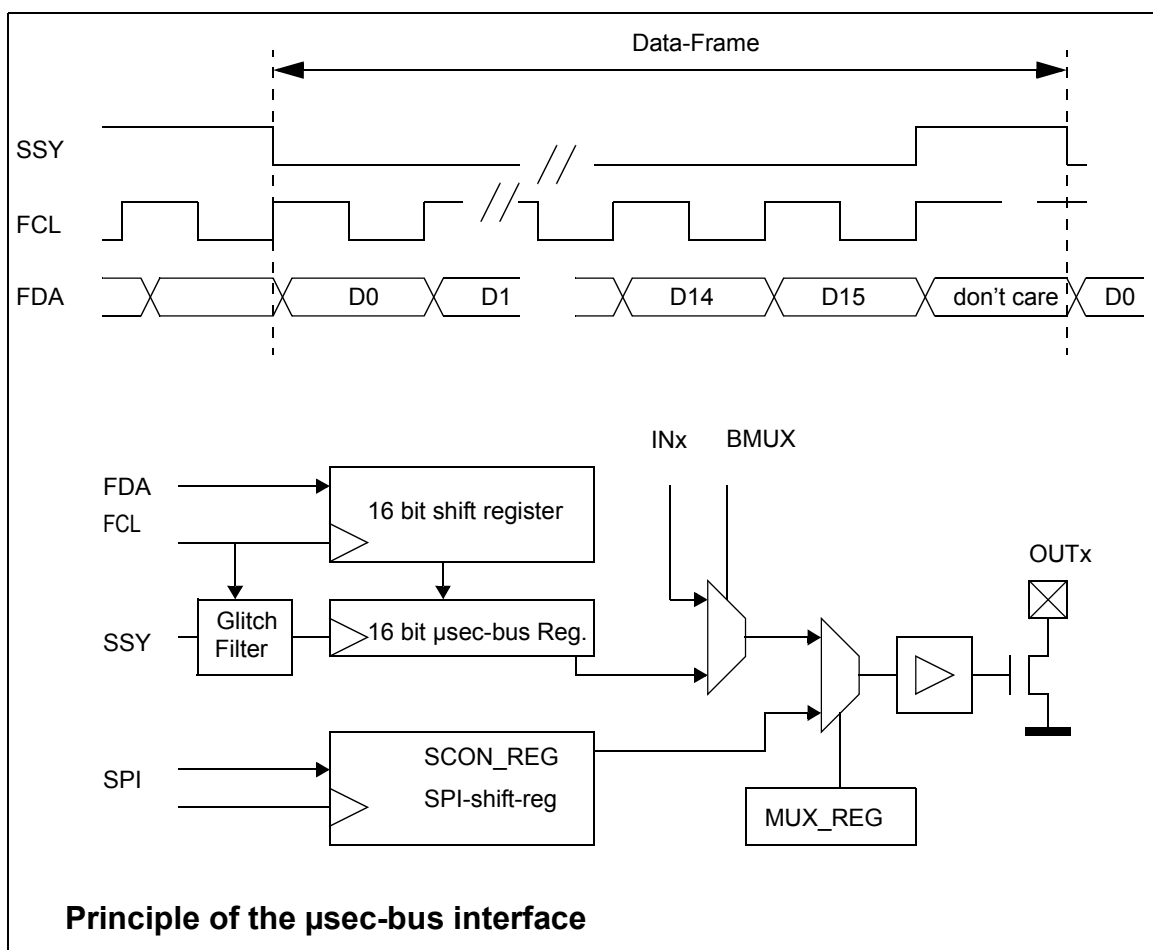 Data-Frame
SSY
FCL
FDA
D0
D1
D14
D15
don't care
D0
INx
BMUX
FDA
FCL
16 bit shift register
OUTx
SSY
Glitch
Filter
16 bit µsec-bus Reg.
SPI
SCON_REG
SPI-shift-reg
MUX_REG
Principle of the µsec-bus interface